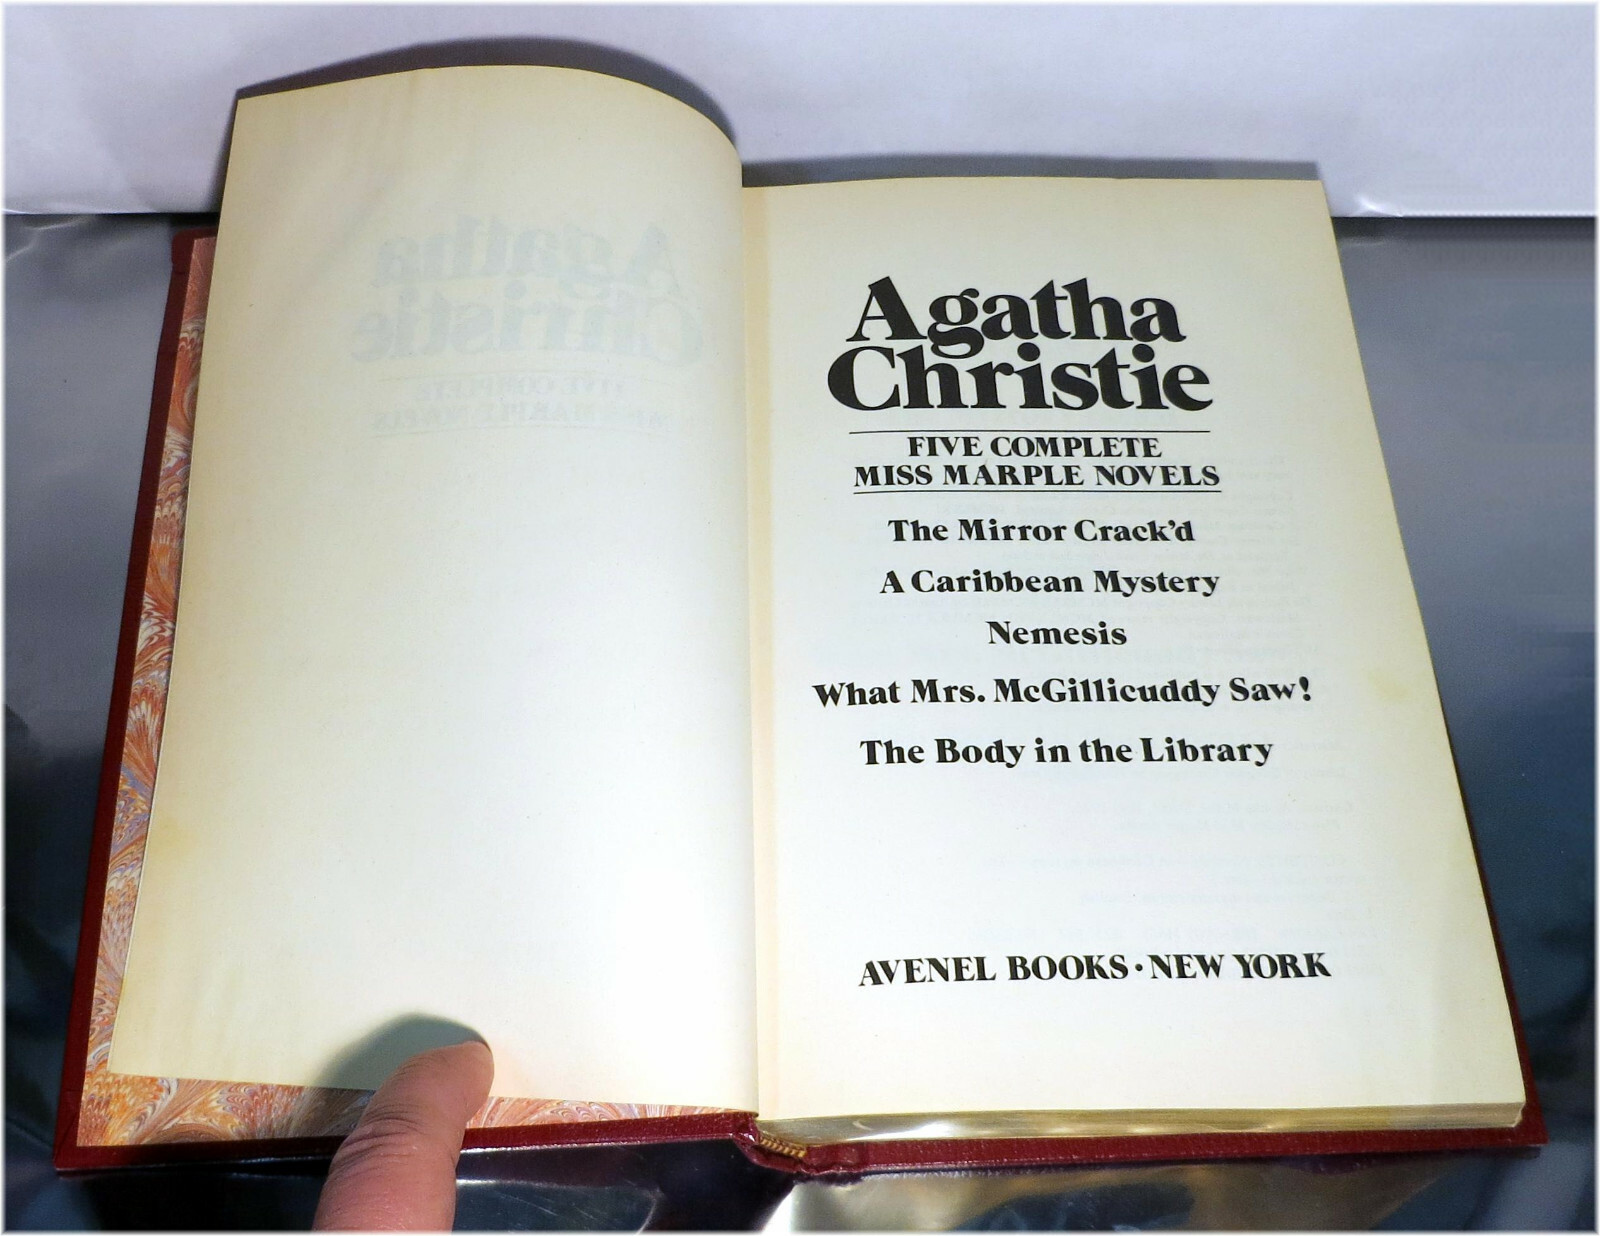 Agatha
Christie
FIVE COMPLETE
MISS MARPLE NOVELS
The Mirror Crack'd
A Caribbean Mystery
Nemesis
What Mrs. McGillicuddy Saw!
The Body in the Library
AVENEL BOOKS • NEW YORK